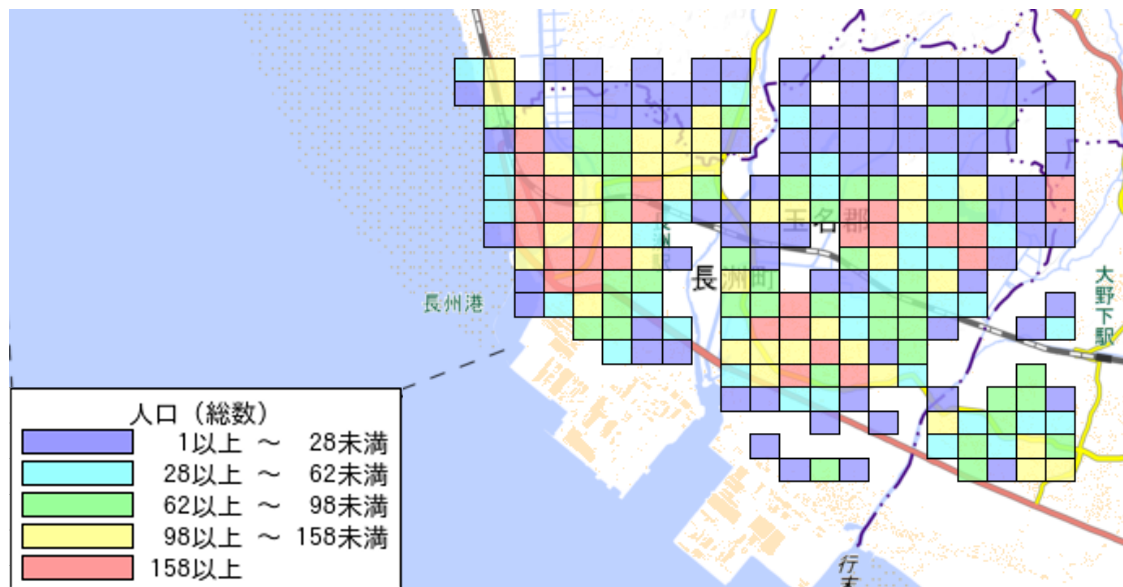 玉名郡
長洲町
長州港
大野下駅
行末
人口（総数）
1以上 ～ 28未満
28以上 ～ 62未満
62以上 ～ 98未満
98以上 ～ 158未満
158以上